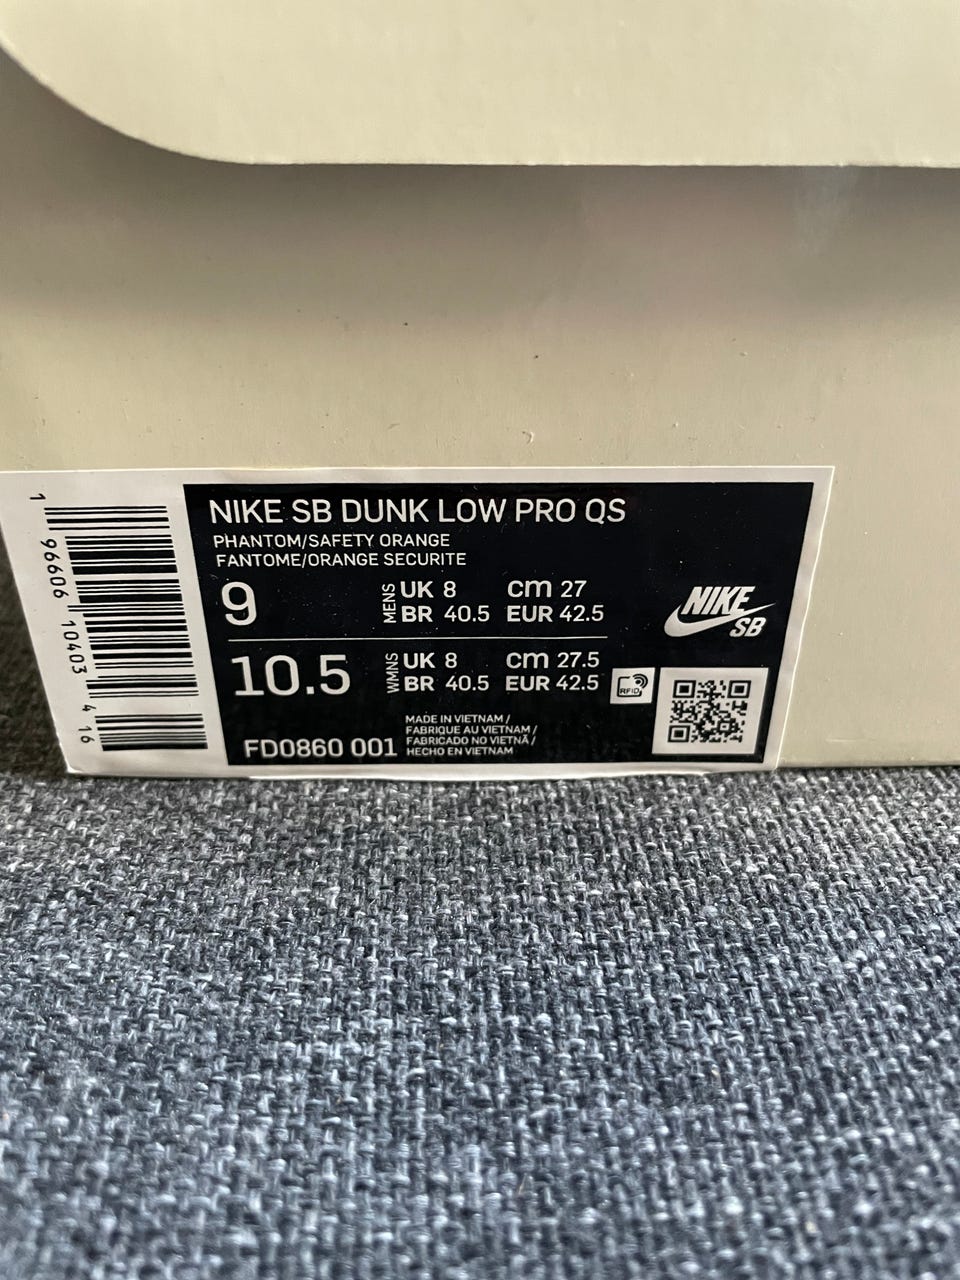 NIKE SB DUNK LOW PRO QS
PHANTOM/SAFETY ORANGE
FANTOME/ORANGE SECURITE
9
MENS
UK 8 cm 27
BR 40.5 EUR 42.5
10.5
WMNS
UK 8 cm 27.5
BR 40.5 EUR 42.5
RFID
FD0860 001
MADE IN VIETNAM /
FABRIQUE AU VIETNAM /
FABRICADO NO VIETNÃ /
HECHO EN VIETNAM
NIKE
SB
1 96606 10403 4 16